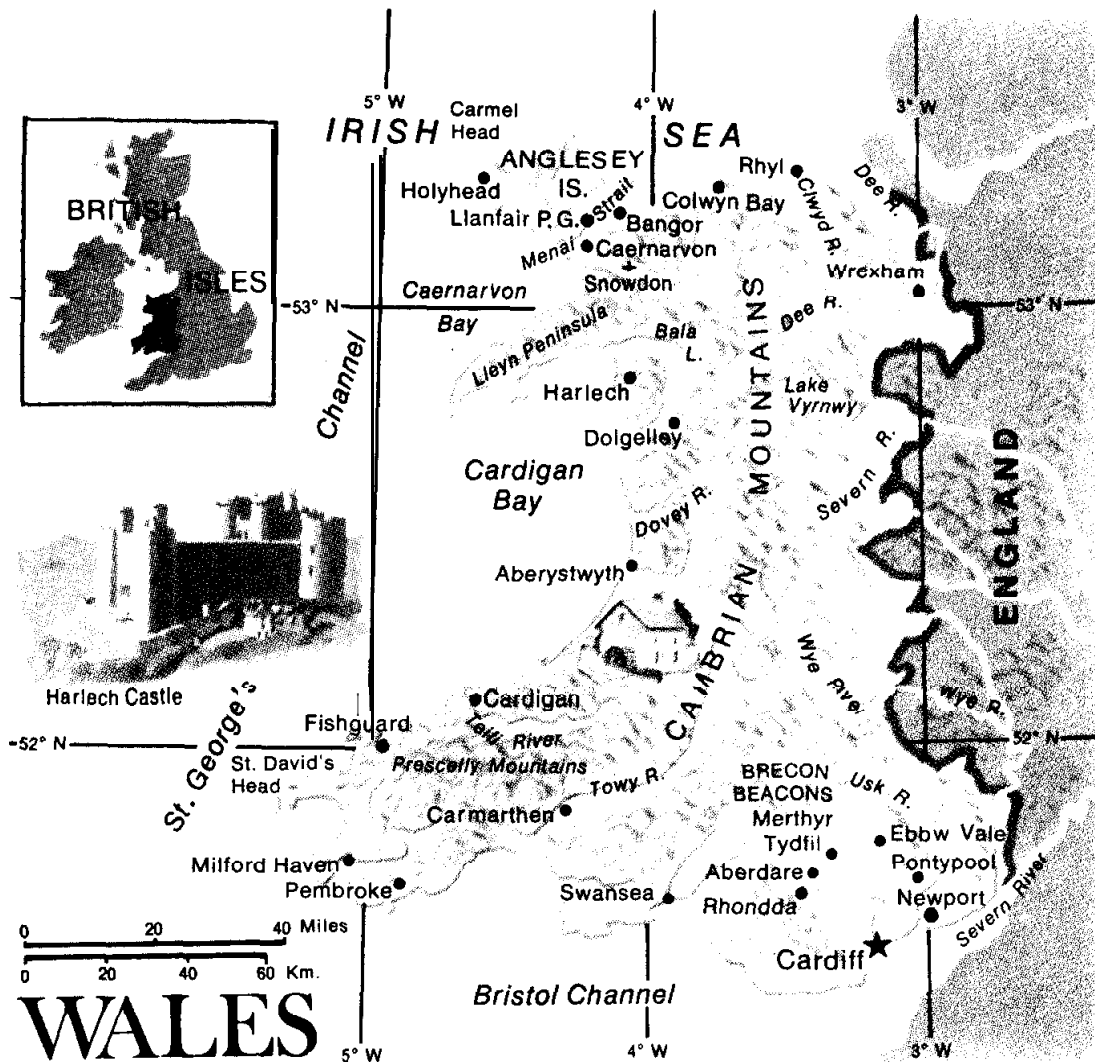 5° W
4° W
3° W
Carmel
Head
IRISH SEA
ANGLESEY
IS.
Holyhead
Rhyl
Dee R.
Clwyd R.
Colwyn Bay
Llanfair P.G.
Strait
Bangor
Menai
Caernarvon
Snowdon
Wrexham
BRITISH
ISLES
53° N
Caernarvon
Bay
53° N
Lleyn Peninsula
Bala
L.
Dee R.
Channel
Harlech
Lake
Vyrnwy
Dolgelley
MOUNTAINS
Cardigan
Bay
Severn R.
ENGLAND
Dovey R.
Aberystwyth
CAMBRIAN
Harlech Castle
Wye River
Wye R.
St. George's
Cardigan
Fishguard
Teifi River
52° N
52° N
St. David's
Head
Prescelly Mountains
BRECON
BEACONS
Usk R.
Towy R.
Carmarthen
Merthyr
Tydfil
Ebbw Vale
Pontypool
Milford Haven
Pembroke
Swansea
Aberdare
Rhondda
Newport
Severn River
Cardiff
0 20 40 Miles
0 20 40 60 Km.
Bristol Channel
WALES
5° W
4° W
3° W